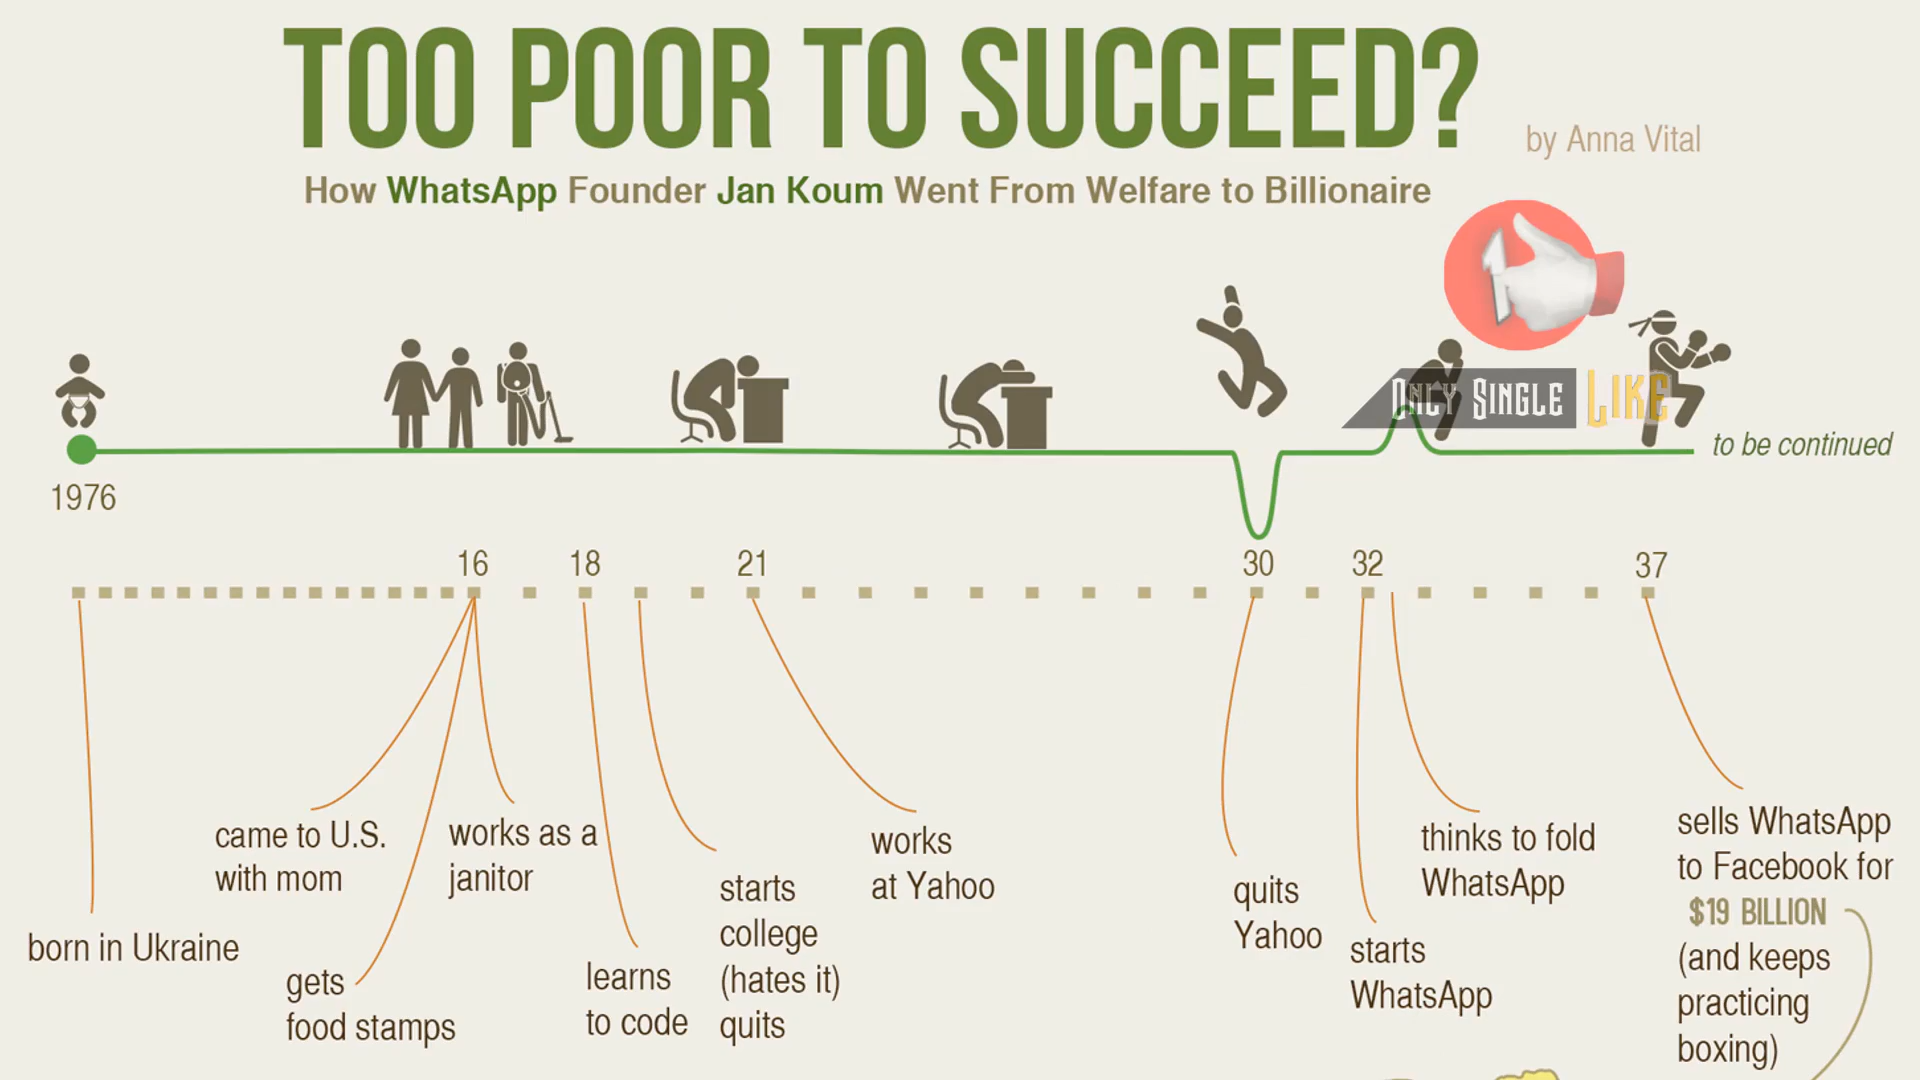 TOO POOR TO SUCCEED?
by Anna Vital
How WhatsApp Founder Jan Koum Went From Welfare to Billionaire
1
Only Single Like
to be continued
1976
16 18 21 30 32 37
born in Ukraine
came to U.S.
with mom
gets
food stamps
works as a
janitor
learns
to code
starts
college
(hates it)
quits
works
at Yahoo
quits
Yahoo
starts
WhatsApp
thinks to fold
WhatsApp
sells WhatsApp
to Facebook for
$19 BILLION
(and keeps
practicing
boxing)